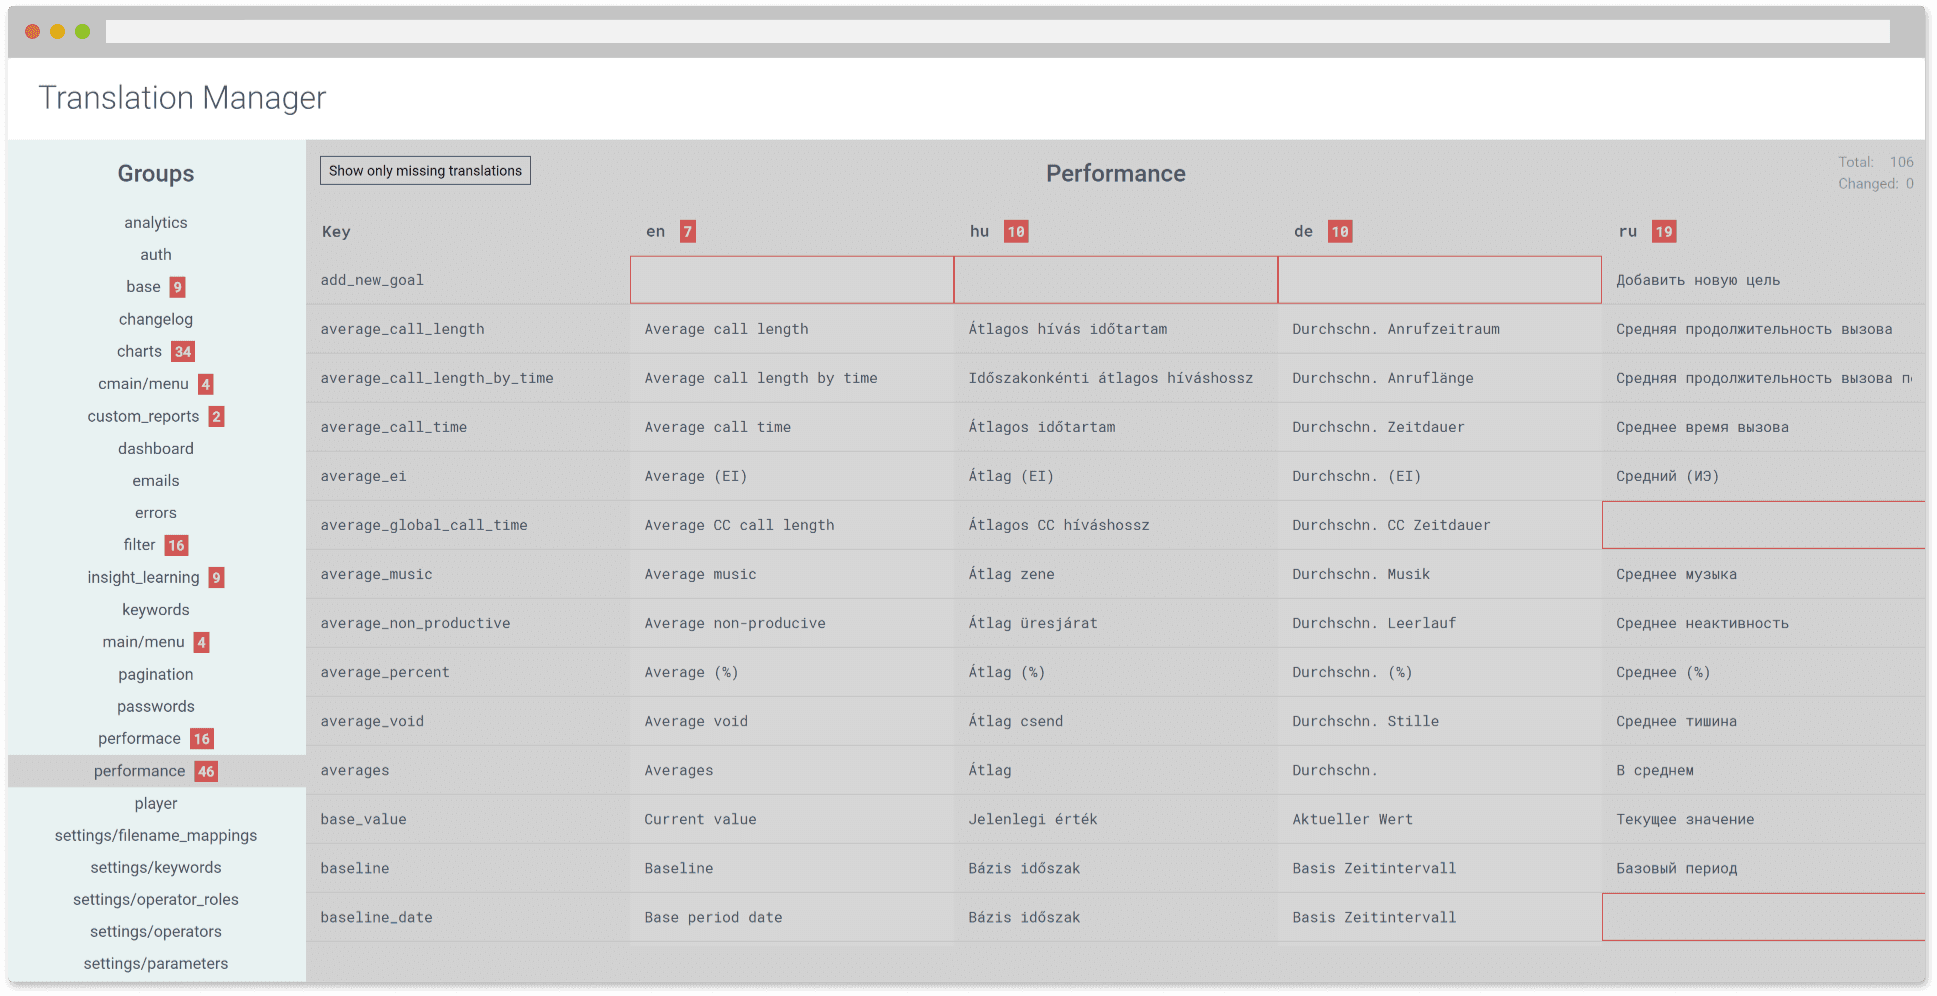 Translation Manager
Groups
analytics
auth
base 9
changelog
charts 34
cmain/menu 4
custom_reports 2
dashboard
emails
errors
filter 16
insight_learning 9
keywords
main/menu 4
pagination
passwords
performace 16
performance 46
player
settings/filename_mappings
settings/keywords
settings/operator_roles
settings/operators
settings/parameters
Show only missing translations
Performance
Total: 106
Changed: 0
Key en 7 hu 10 de 10 ru 19
add_new_goal Добавить новую цель
average_call_length Average call length Átlagos hívás időtartam Durchschn. Anrufzeitraum Средняя продолжительность вызова
average_call_length_by_time Average call length by time Időszakonkénti átlagos híváshossz Durchschn. Anruflänge Средняя продолжительность вызова
average_call_time Average call time Átlagos időtartam Durchschn. Zeitdauer Среднее время вызова
average_ei Average (EI) Átlag (EI) Durchschn. (EI) Средний (ИЭ)
average_global_call_time Average CC call length Átlagos CC híváshossz Durchschn. CC Zeitdauer
average_music Average music Átlag zene Durchschn. Musik Среднее музыка
average_non_productive Average non-producive Átlag üresjárat Durchschn. Leerlauf Среднее неактивность
average_percent Average (%) Átlag (%) Durchschn. (%) Среднее (%)
average_void Average void Átlag csend Durchschn. Stille Среднее тишина
averages Averages Átlag Durchschn. В среднем
base_value Current value Jelenlegi érték Aktueller Wert Текущее значение
baseline Baseline Bázis időszak Basis Zeitintervall Базовый период
baseline_date Base period date Bázis időszak Basis Zeitintervall